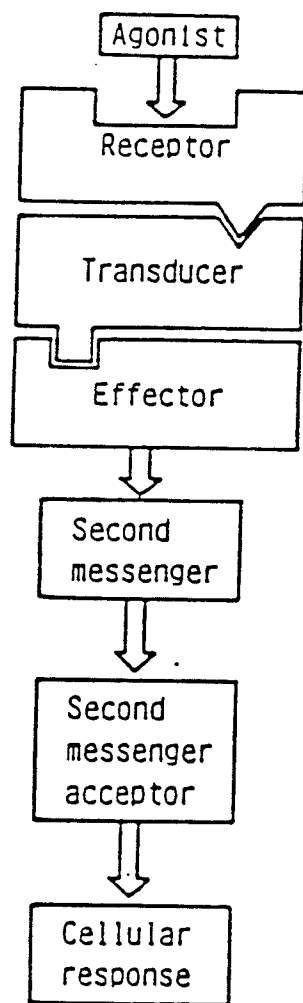 Agonist
Receptor
Transducer
Effector
Second
messenger
Second
messenger
acceptor
Cellular
response